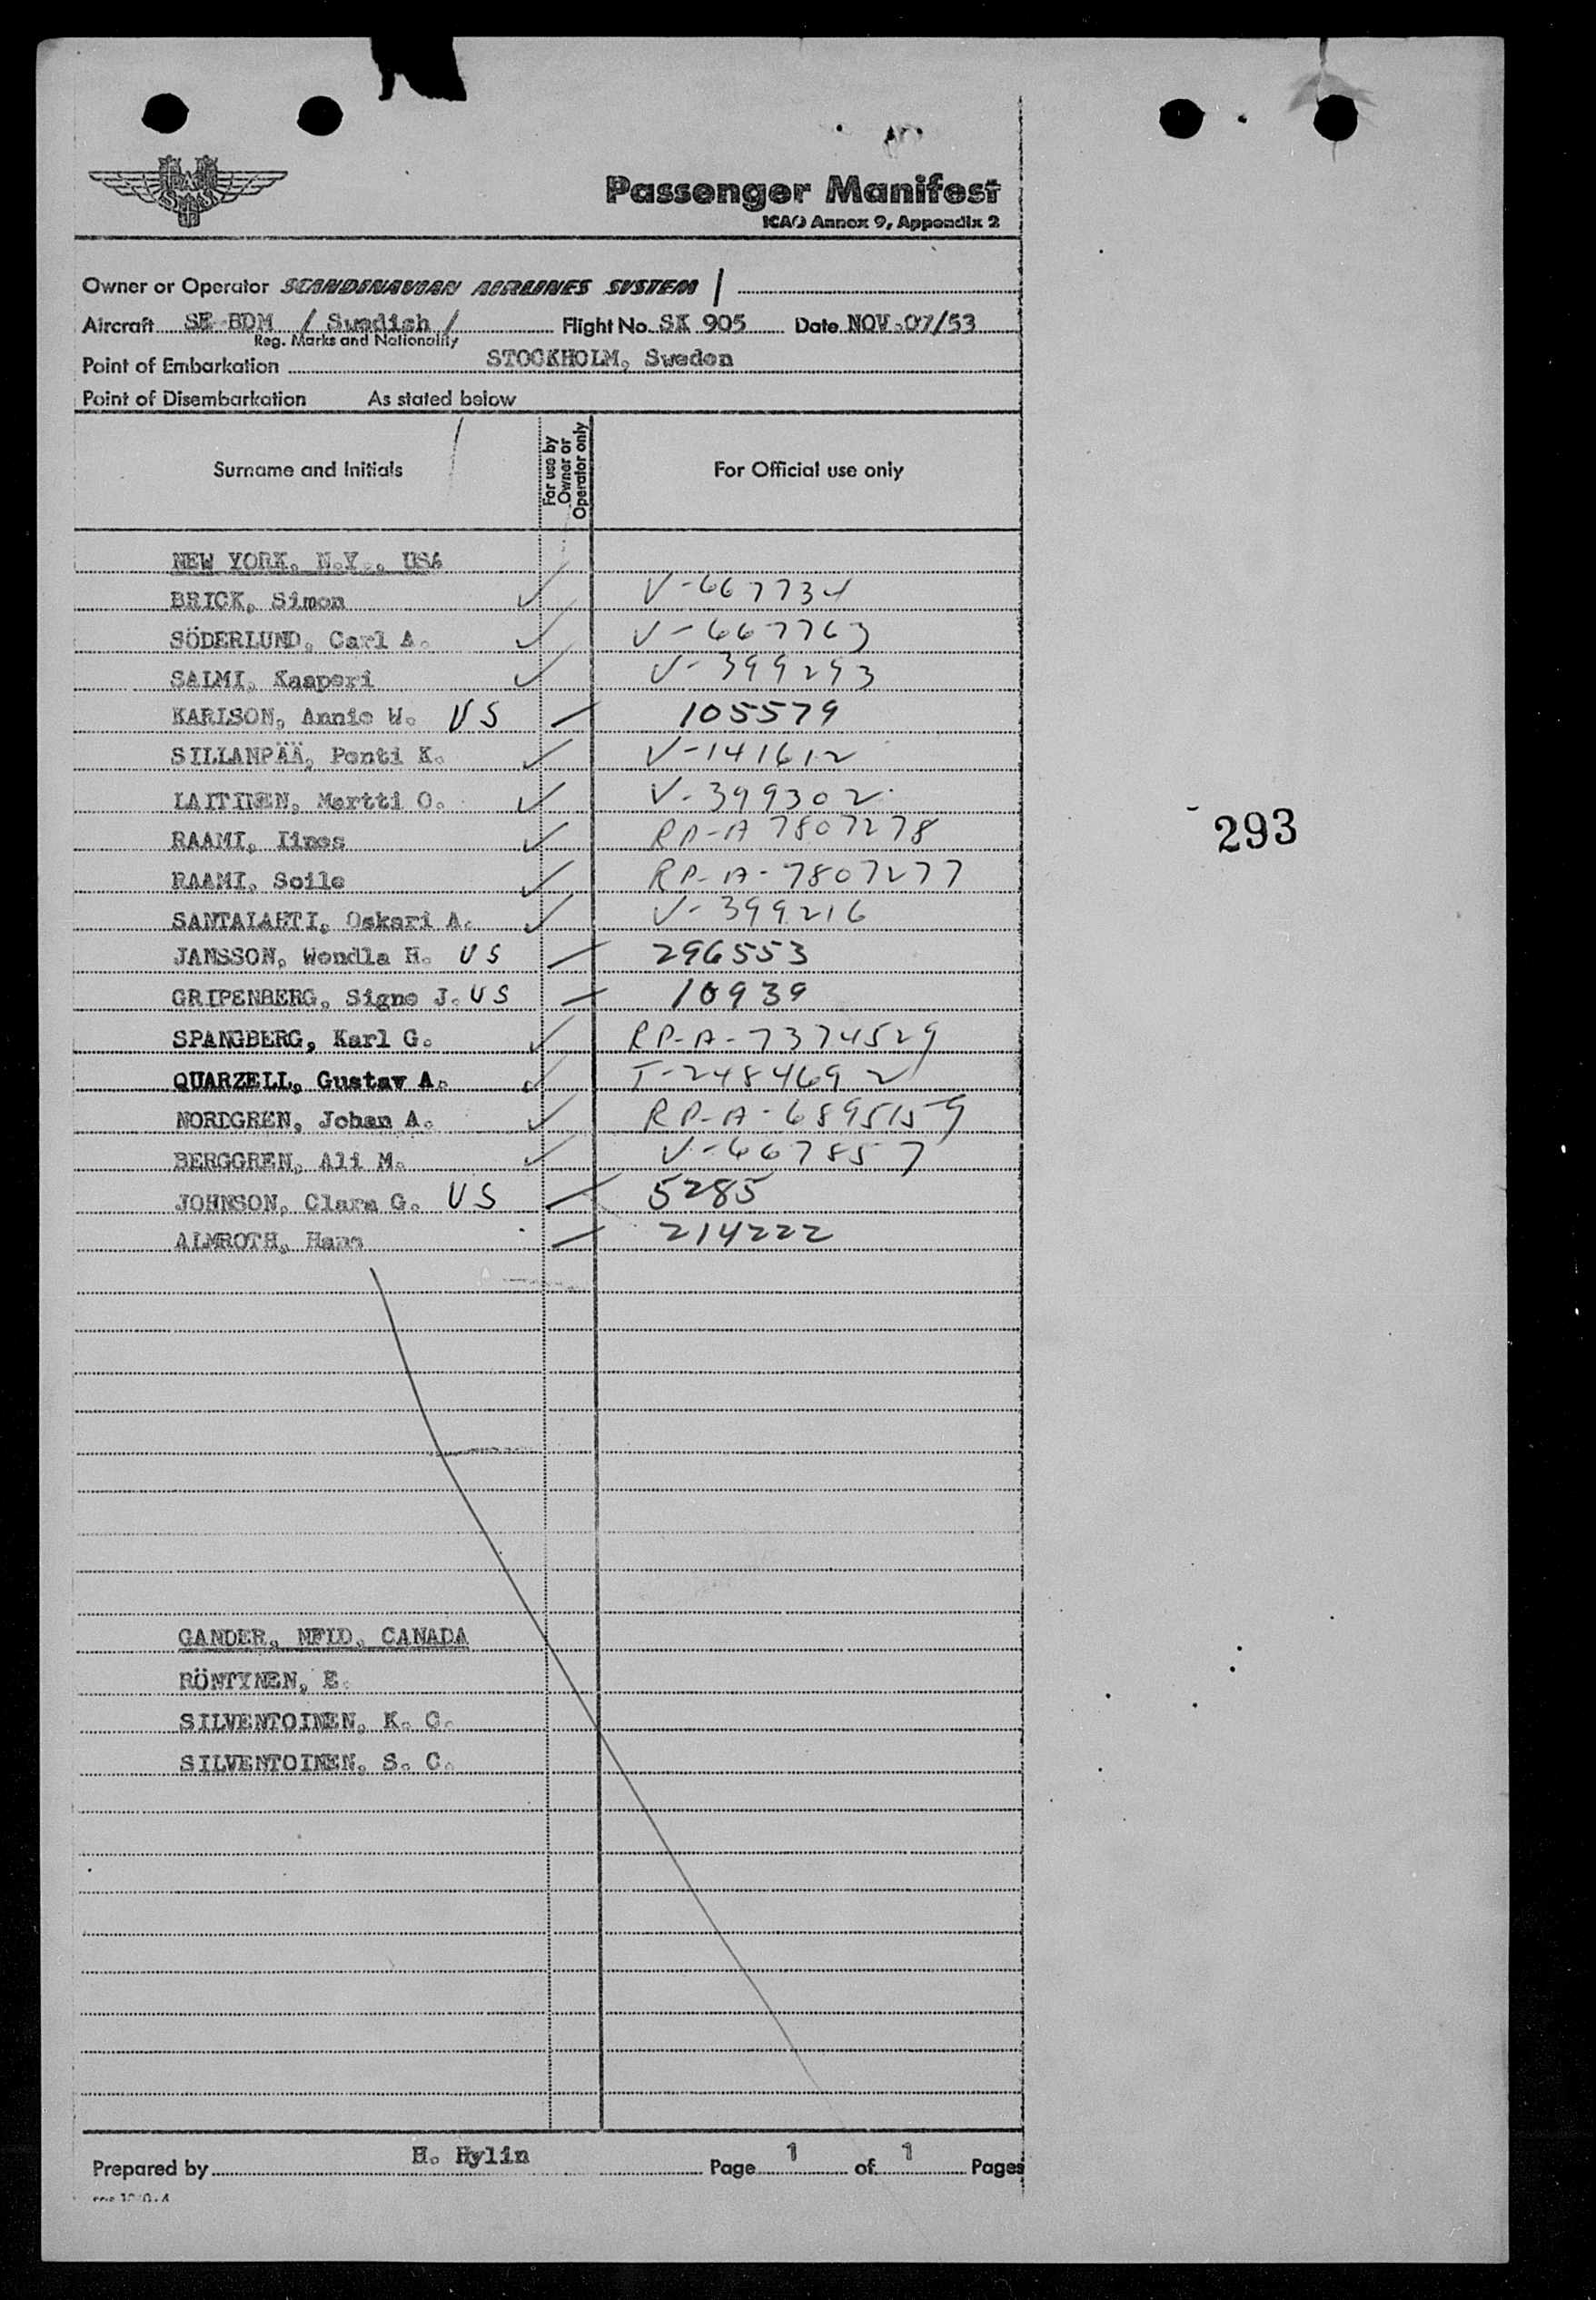 SAS
Passenger Manifest
ICAO Annex 9, Appendix 2
Owner or Operator SCANDINAVIAN AIRLINES SYSTEM /
Aircraft SE-BDM / Swedish / Flight No. SK 905 Date NOV.07/53
Reg. Marks and Nationality
Point of Embarkation STOCKHOLM, Sweden
Point of Disembarkation As stated below
Surname and Initials For use by Owner or Operator only For Official use only
NEW YORK, N.Y., USA
BRICK, Simon ✓ V-667734
SÖDERLUND, Carl A. ✓ V-667763
SALMI, Kaaperi ✓ V-399293
KARLSON, Annie W. US — 105579
SILLANPÄÄ, Penti K. ✓ V-141612
LAITINEN, Martti O. ✓ V-399302
RAAMI, Iines ✓ RP-A 7807278
RAAMI, Soile ✓ RP-A-7807277
SANTALAHTI, Oskari A. ✓ V-399216
JANSSON, Wendla H. US — 296553
GRIPENBERG, Signe J. US — 10939
SPANGBERG, Karl G. ✓ RP-A-7374529
QUARZELL, Gustav A. ✓ T-2484692
NORDGREN, Johan A. ✓ RP-A-6895159
BERGGREN, Ali M. ✓ V-667857
JOHNSON, Clara G. US — 5285
ALMROTH, Hans — 214222
293
GANDER, NFLD, CANADA
RÖNTYNEN, E.
SILVENTOINEN, K. C.
SILVENTOINEN, S. C.
Prepared by H. Hylin Page 1 of 1 Pages